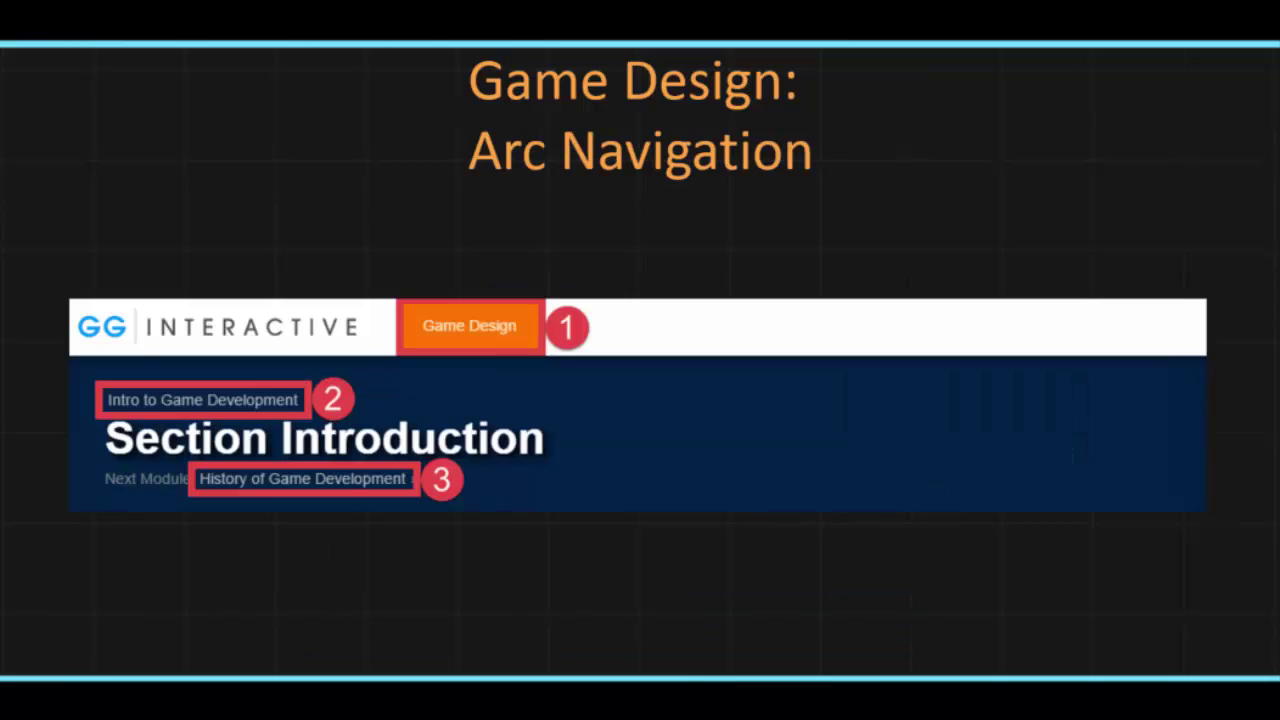 Game Design:
Arc Navigation
GG INTERACTIVE
Game Design
1
Intro to Game Development
2
Section Introduction
Next Module
History of Game Development
3